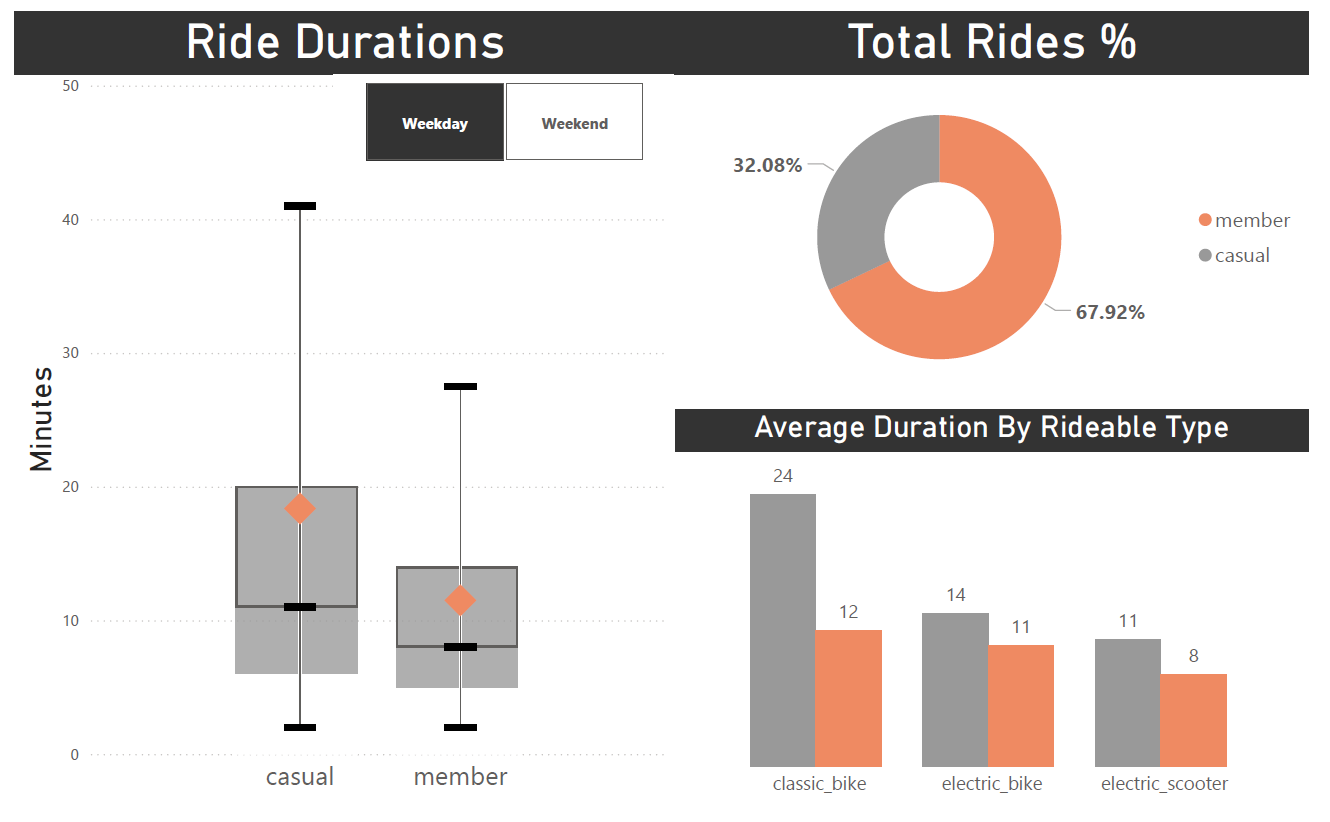 Ride Durations
Total Rides %
50
Weekday
Weekend
40
30
20
10
0
Minutes
casual
member
32.08%
67.92%
member
casual
Average Duration By Rideable Type
24
12
14
11
11
8
classic_bike
electric_bike
electric_scooter